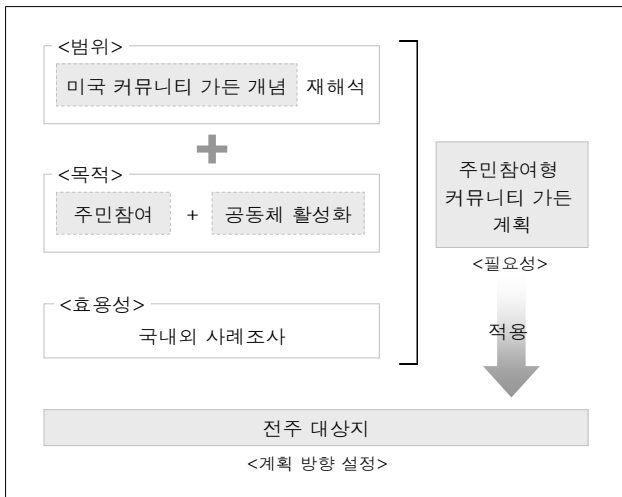 <범위>
미국 커뮤니티 가든 개념 재해석
+
<목적>
주민참여 + 공동체 활성화
<효용성>
국내외 사례조사
주민참여형
커뮤니티 가든
계획
<필요성>
적용
전주 대상지
<계획 방향 설정>